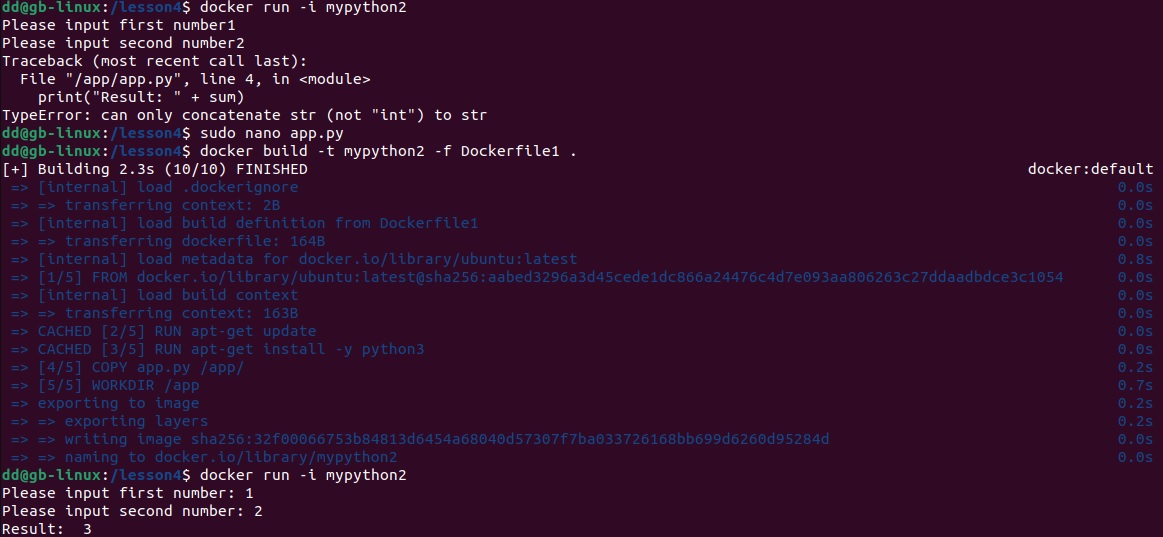 dd@gb-linux:/lesson4$ docker run -i mypython2
Please input first number1
Please input second number2
Traceback (most recent call last):
  File "/app/app.py", line 4, in <module>
    print("Result: " + sum)
TypeError: can only concatenate str (not "int") to str
dd@gb-linux:/lesson4$ sudo nano app.py
dd@gb-linux:/lesson4$ docker build -t mypython2 -f Dockerfile1 .
[+] Building 2.3s (10/10) FINISHED docker:default
 => [internal] load .dockerignore 0.0s
 => => transferring context: 2B 0.0s
 => [internal] load build definition from Dockerfile1 0.0s
 => => transferring dockerfile: 164B 0.0s
 => [internal] load metadata for docker.io/library/ubuntu:latest 0.8s
 => [1/5] FROM docker.io/library/ubuntu:latest@sha256:aabed3296a3d45cede1dc866a24476c4d7e093aa806263c27ddaadbdce3c1054 0.0s
 => [internal] load build context 0.0s
 => => transferring context: 163B 0.0s
 => CACHED [2/5] RUN apt-get update 0.0s
 => CACHED [3/5] RUN apt-get install -y python3 0.0s
 => [4/5] COPY app.py /app/ 0.2s
 => [5/5] WORKDIR /app 0.7s
 => exporting to image 0.2s
 => => exporting layers 0.2s
 => => writing image sha256:32f00066753b84813d6454a68040d57307f7ba033726168bb699d6260d95284d 0.0s
 => => naming to docker.io/library/mypython2 0.0s
dd@gb-linux:/lesson4$ docker run -i mypython2
Please input first number: 1
Please input second number: 2
Result:  3